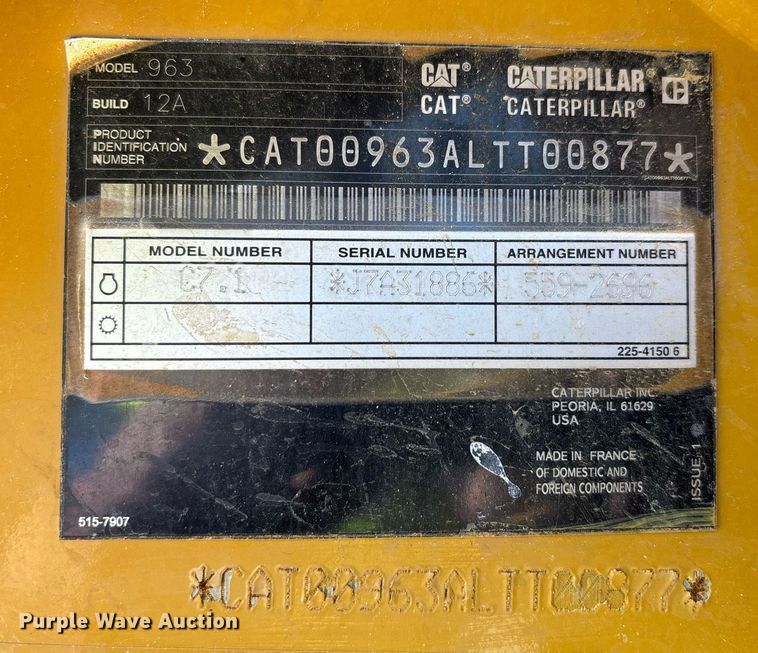 MODEL 963 CAT® CATERPILLAR®
BUILD 12A CAT® CATERPILLAR®
PRODUCT
IDENTIFICATION
NUMBER *CAT00963ALTT00877*
MODEL NUMBER SERIAL NUMBER ARRANGEMENT NUMBER
C7.1 *J7A31886* 559-2696
225-4150 6
CATERPILLAR INC.
PEORIA, IL 61629
USA
MADE IN FRANCE
OF DOMESTIC AND
FOREIGN COMPONENTS
ISSUE 1
515-7907
*CAT00963ALTT00877*
Purple Wave Auction